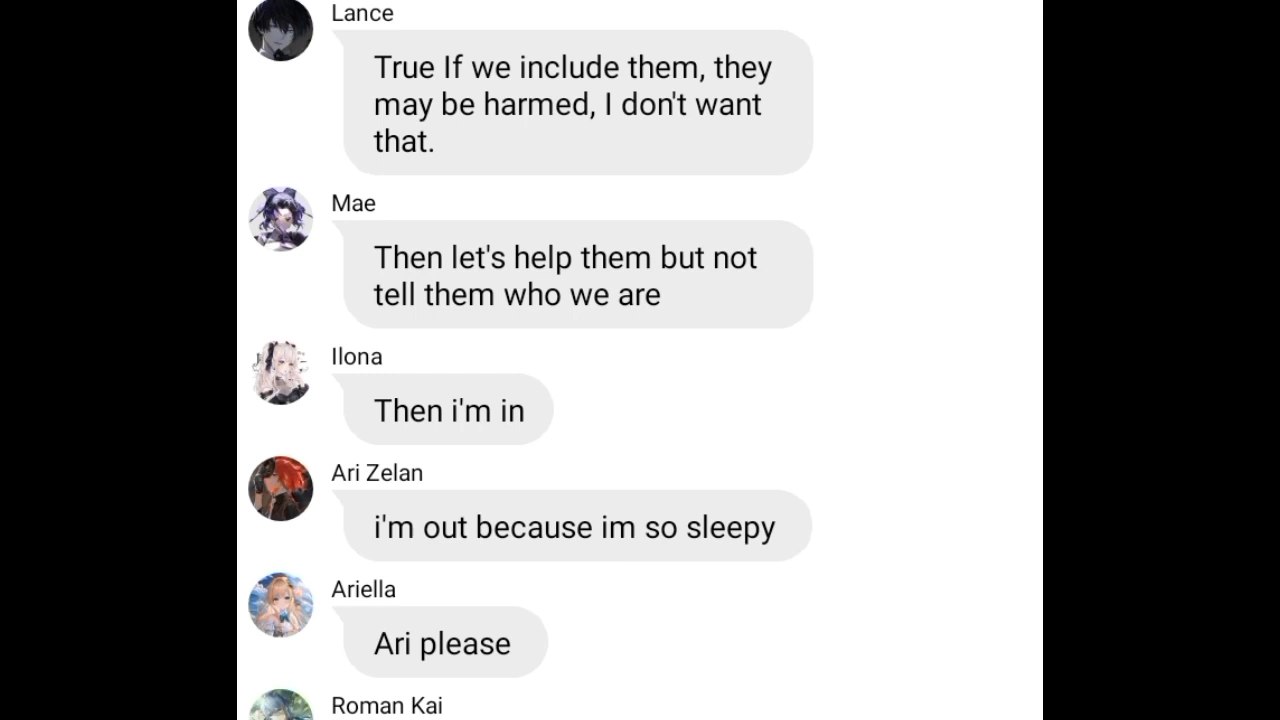 Lance
True If we include them, they
may be harmed, I don't want
that.
Mae
Then let's help them but not
tell them who we are
Ilona
Then i'm in
Ari Zelan
i'm out because im so sleepy
Ariella
Ari please
Roman Kai